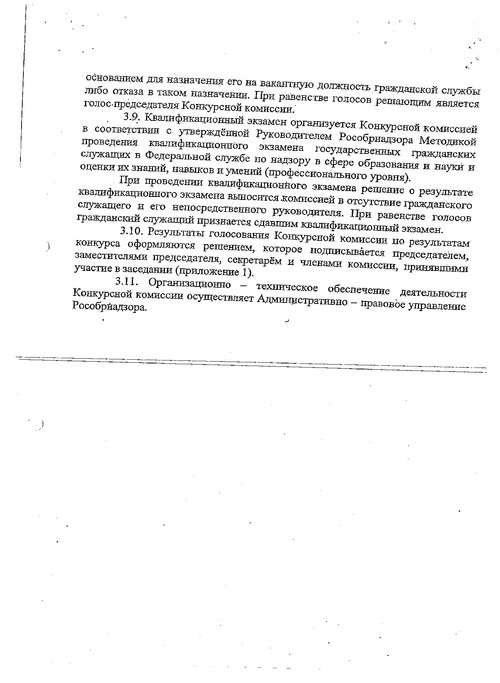 основанием для назначения его на вакантную должность гражданской службы
либо отказа в таком назначении. При равенстве голосов решающим является
голос председателя Конкурсной комиссии.
3.9. Квалификационный экзамен организуется Конкурсной комиссией
в соответствии с утверждённой Руководителем Рособрнадзора Методикой
проведения квалификационного экзамена государственных гражданских
служащих в Федеральной службе по надзору в сфере образования и науки и
оценки их знаний, навыков и умений (профессионального уровня).
При проведении квалификационного экзамена решение о результате
квалификационного экзамена выносится комиссией в отсутствие гражданского
служащего и его непосредственного руководителя. При равенстве голосов
гражданский служащий признается сдавшим квалификационный экзамен.
3.10. Результаты голосования Конкурсной комиссии по результатам
конкурса оформляются решением, которое подписывается председателем,
заместителями председателя, секретарём и членами комиссии, принявшими
участие в заседании (приложение 1).
3.11. Организационно – техническое обеспечение деятельности
Конкурсной комиссии осуществляет Административно – правовое управление
Рособрнадзора.